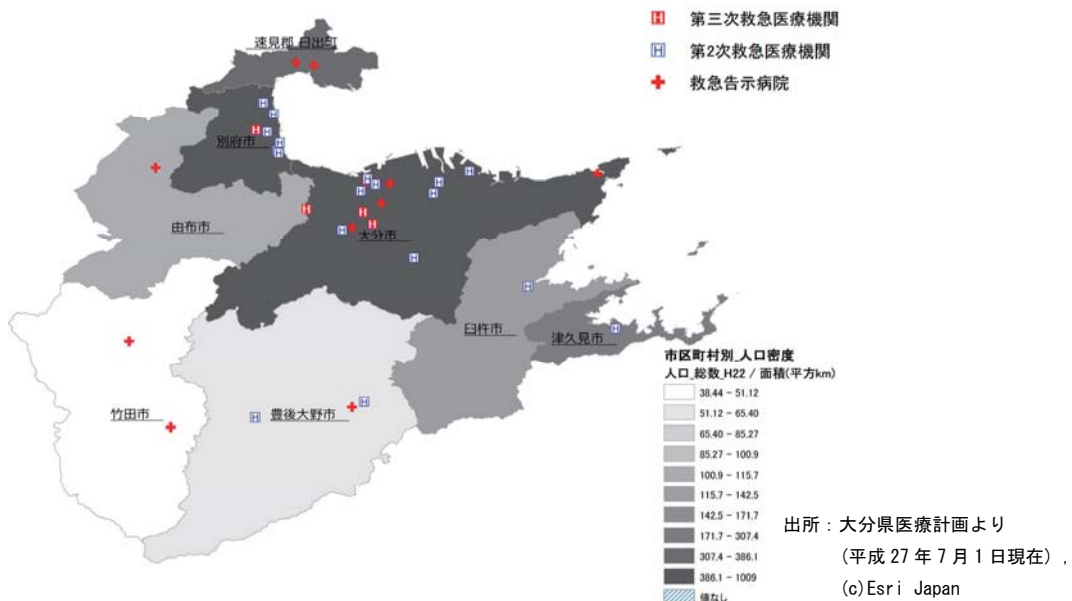 第三次救急医療機関
第2次救急医療機関
救急告示病院
速見郡 日出町
別府市
由布市
大分市
臼杵市
津久見市
竹田市
豊後大野市
市区町村別_人口密度
人口_総数_H22 / 面積(平方km)
38.44 - 51.12
51.12 - 65.40
65.40 - 85.27
85.27 - 100.9
100.9 - 115.7
115.7 - 142.5
142.5 - 171.7
171.7 - 307.4
307.4 - 386.1
386.1 - 1009
値なし
出所：大分県医療計画より
(平成 27 年 7 月 1 日現在) ,
(c)Esri Japan